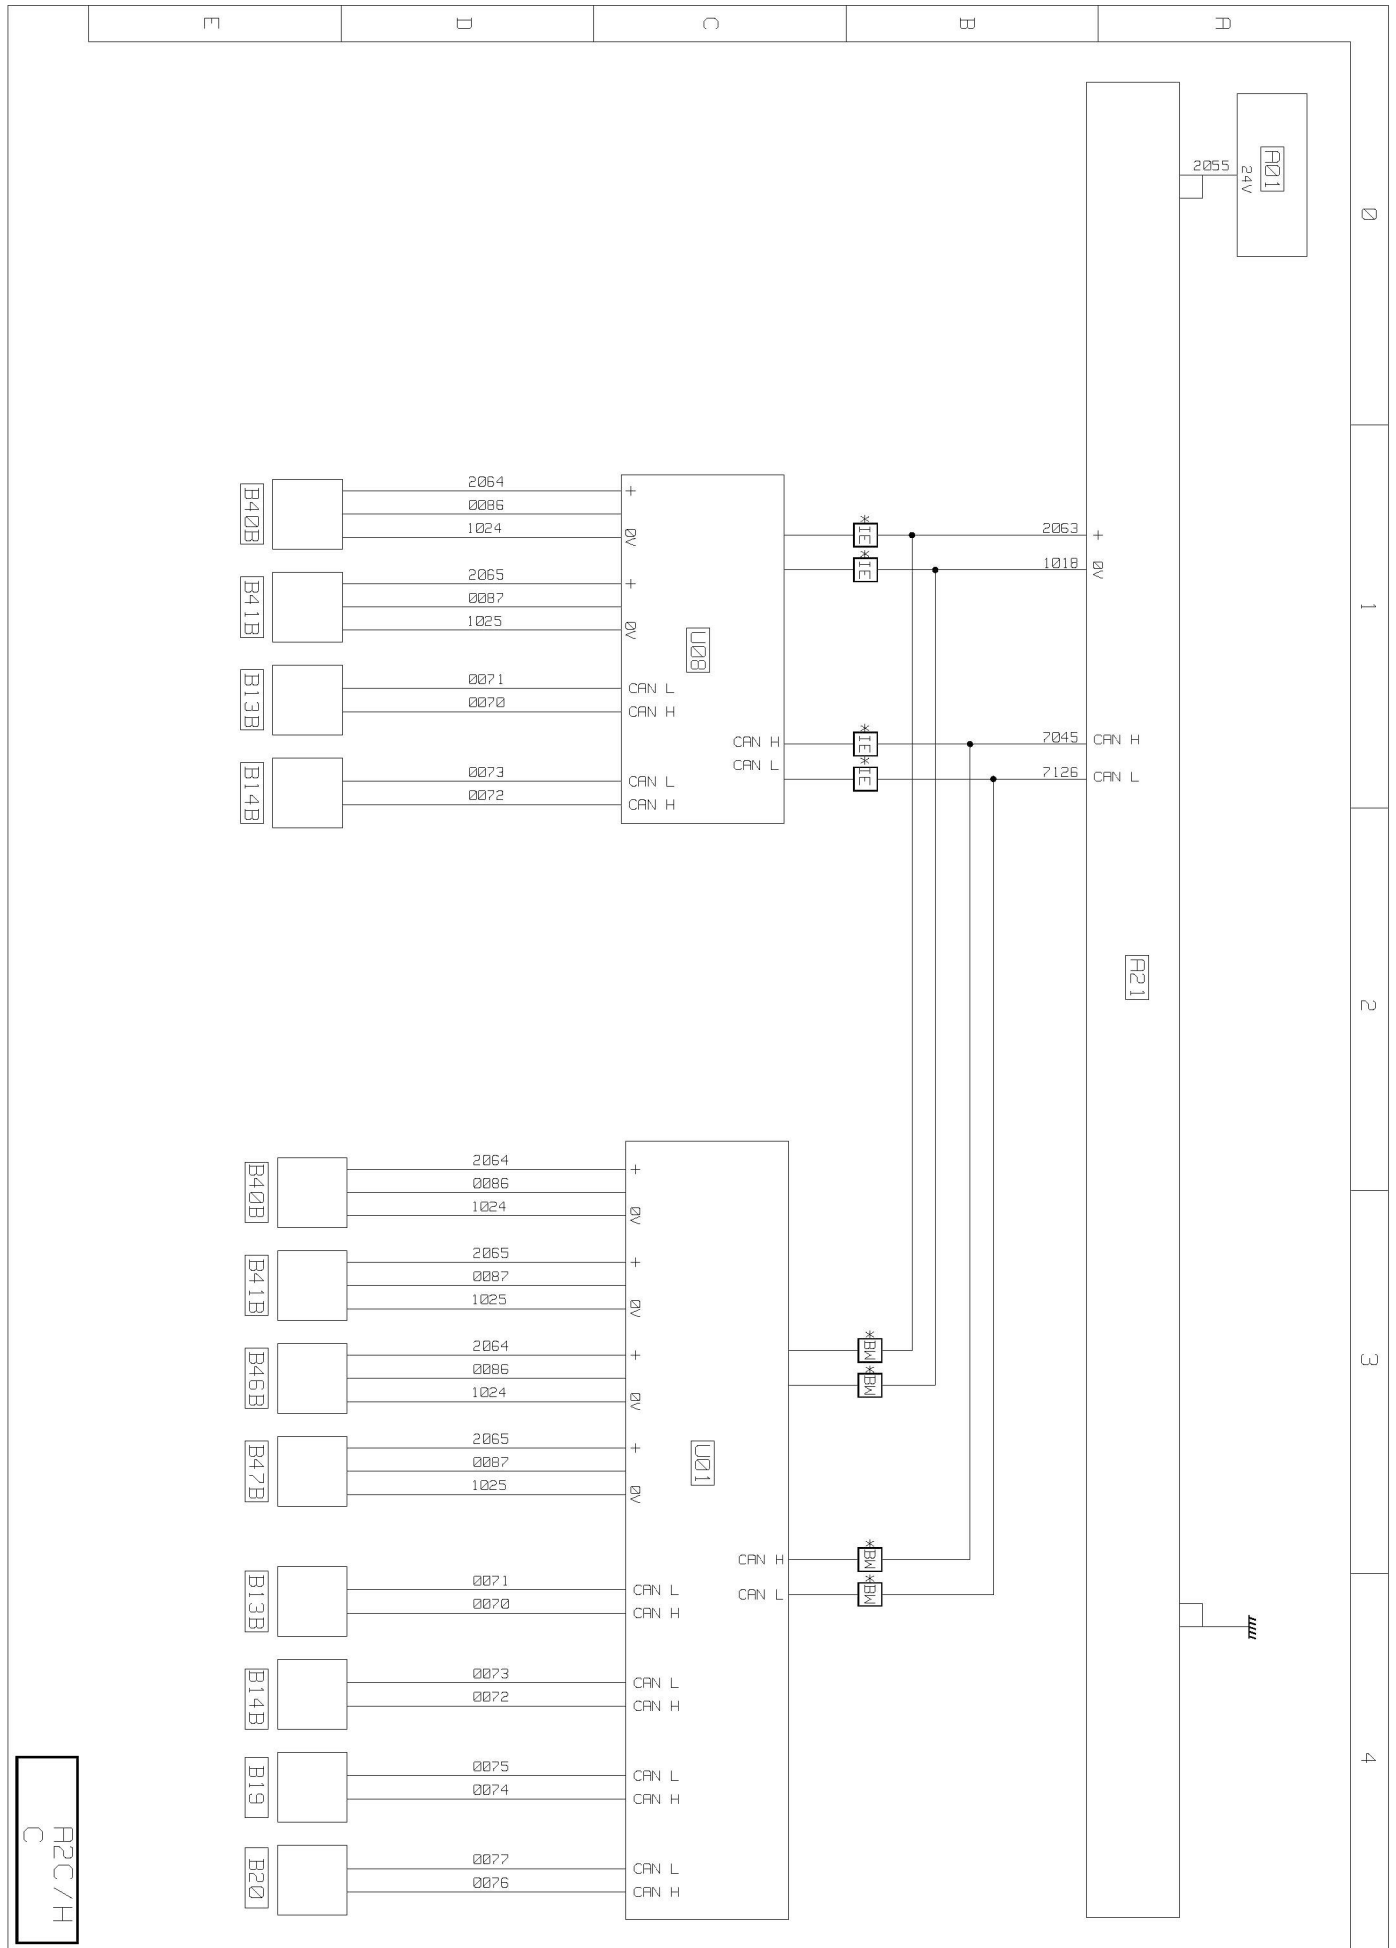 E
D
C
B
A
0
1
2
3
4
A01
24V
2055
A21
2063
+
1018
0V
7045
CAN H
7126
CAN L
*IE
*IE
*IE
*IE
U08
+
0V
+
0V
CAN L
CAN H
CAN L
CAN H
CAN H
CAN L
2064
0086
1024
B40B
2065
0087
1025
B41B
0071
0070
B13B
0073
0072
B14B
*BW
*BW
*BW
*BW
U01
CAN H
CAN L
2064
+
0086
1024
0V
B40B
2065
+
0087
1025
0V
B41B
2064
+
0086
1024
0V
B46B
2065
+
0087
1025
0V
B47B
0071
CAN L
0070
CAN H
B13B
0073
CAN L
0072
CAN H
B14B
0075
CAN L
0074
CAN H
B19
0077
CAN L
0076
CAN H
B20
A2C/H
C